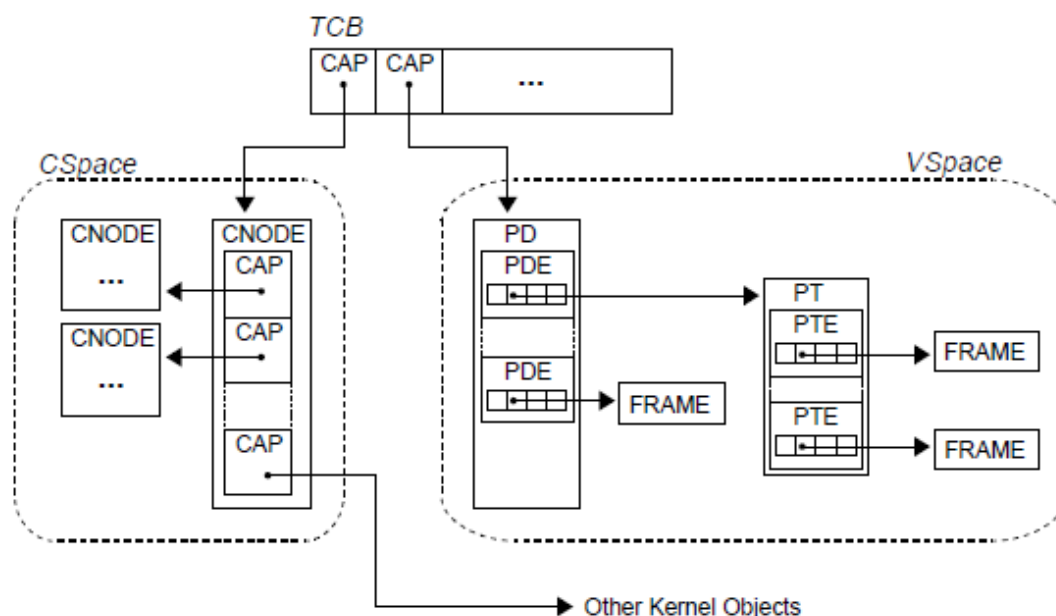 TCB
CAP CAP ...
CSpace VSpace
CNODE CNODE PD
... CAP PDE
PT
CNODE CAP PTE FRAME
... PDE
FRAME
CAP PTE FRAME
Other Kernel Objects